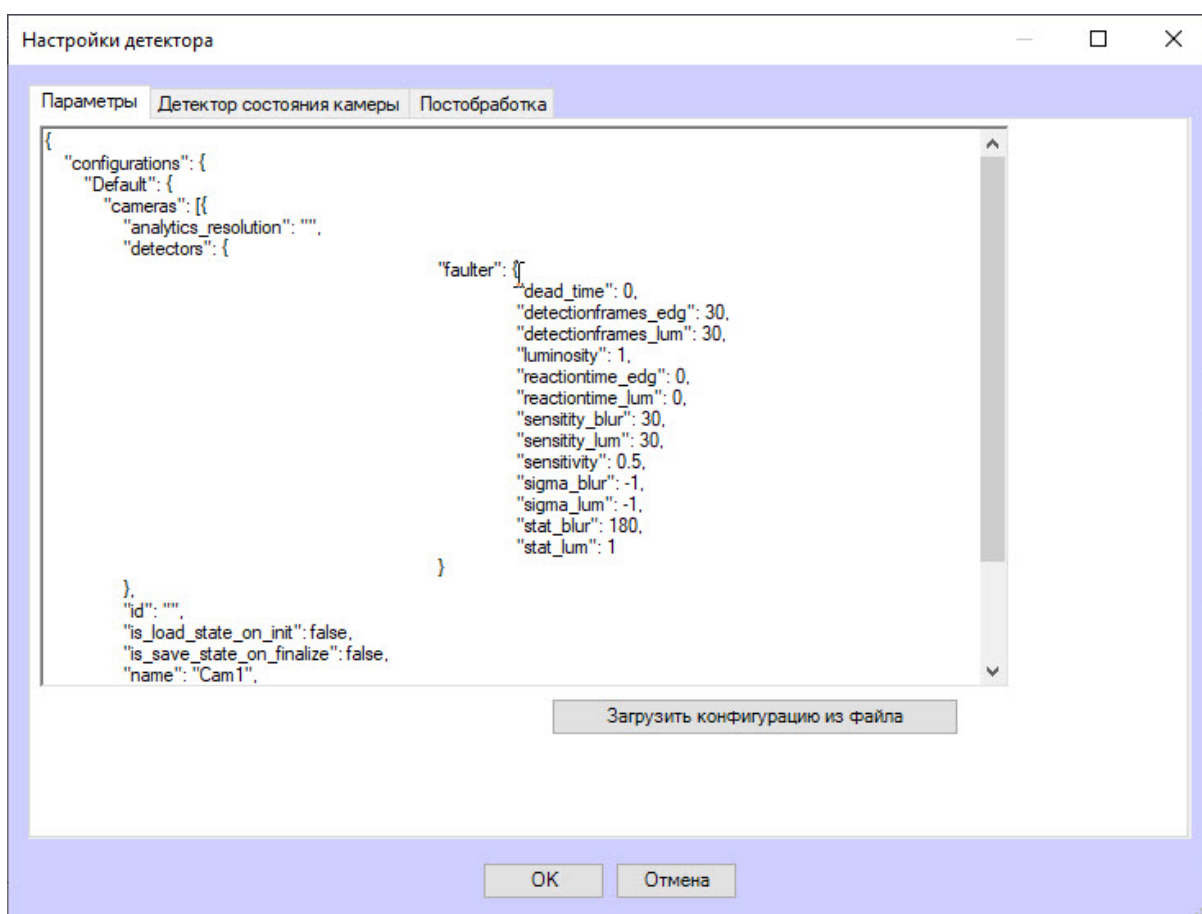 Настройки детектора
Параметры Детектор состояния камеры Постобработка
{
"configurations": {
"Default": {
"cameras": [{
"analytics_resolution": "",
"detectors": {
"faulter": {
"dead_time": 0,
"detectionframes_edg": 30,
"detectionframes_lum": 30,
"luminosity": 1,
"reactiontime_edg": 0,
"reactiontime_lum": 0,
"sensitity_blur": 30,
"sensitity_lum": 30,
"sensitivity": 0.5,
"sigma_blur": -1,
"sigma_lum": -1,
"stat_blur": 180,
"stat_lum": 1
}
},
"id": "",
"is_load_state_on_init": false,
"is_save_state_on_finalize": false,
"name": "Cam1",
Загрузить конфигурацию из файла
OK Отмена